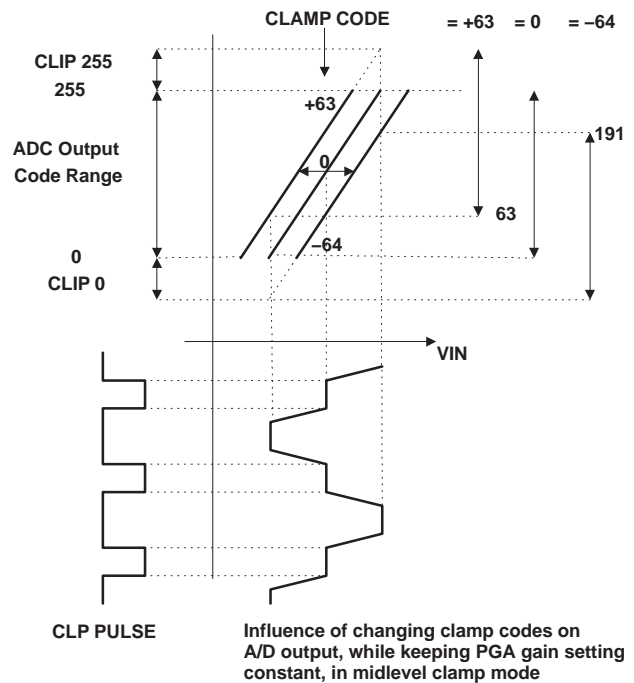 CLAMP CODE
= +63 = 0 = −64
CLIP 255
255
+63
191
ADC Output
Code Range
0
63
−64
0
CLIP 0
VIN
CLP PULSE
Influence of changing clamp codes on
A/D output, while keeping PGA gain setting
constant, in midlevel clamp mode